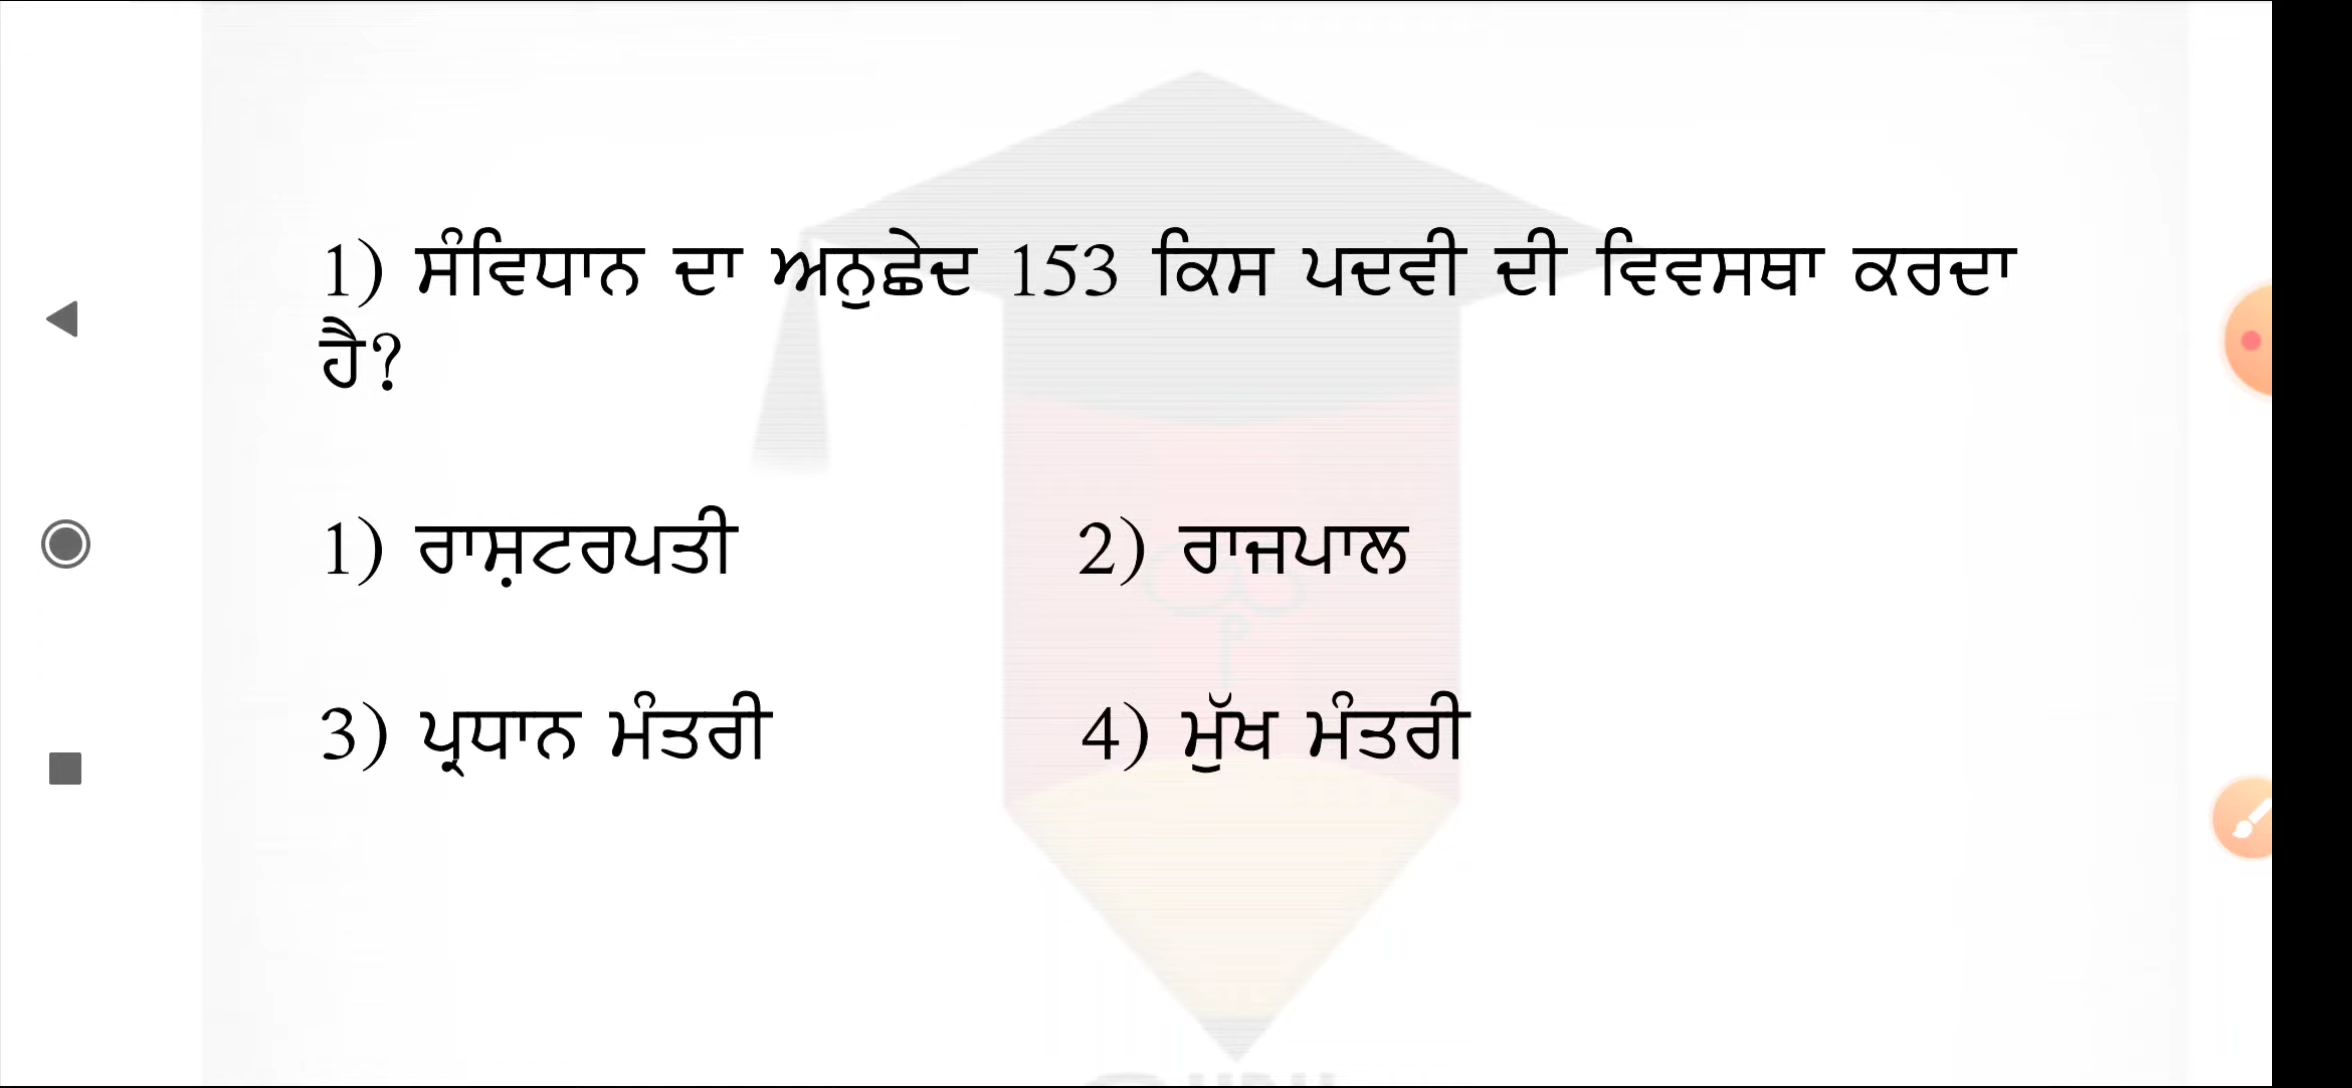 1) ਸੰਵਿਧਾਨ ਦਾ ਅਨੁਛੇਦ 153 ਕਿਸ ਪਦਵੀ ਦੀ ਵਿਵਸਥਾ ਕਰਦਾ
ਹੈ?
1) ਰਾਸ਼ਟਰਪਤੀ 2) ਰਾਜਪਾਲ
3) ਪ੍ਰਧਾਨ ਮੰਤਰੀ 4) ਮੁੱਖ ਮੰਤਰੀ